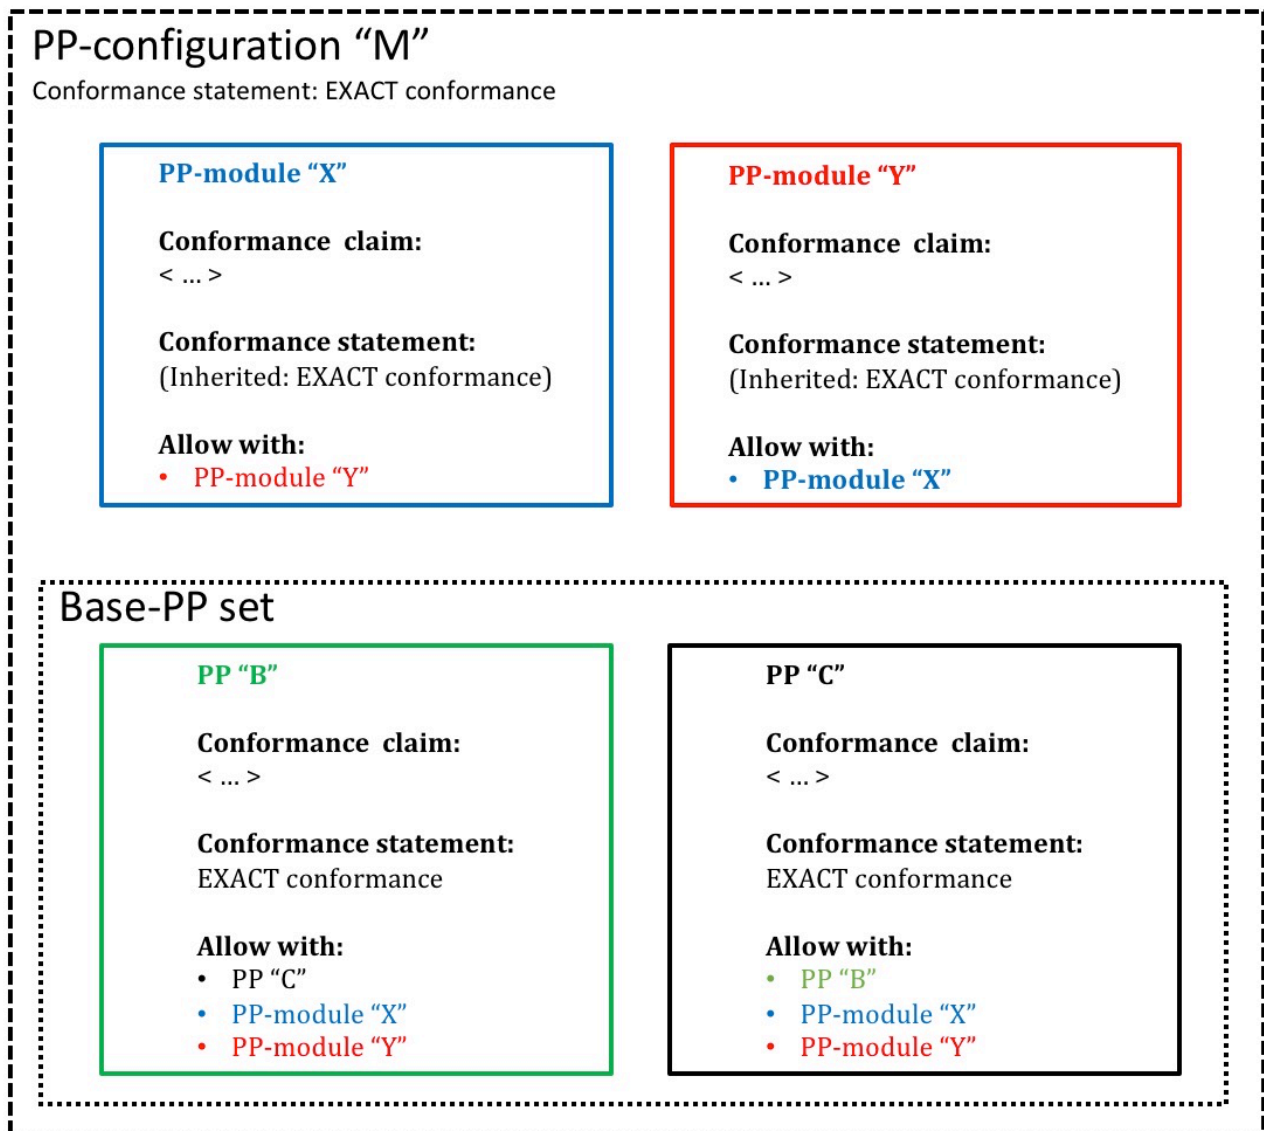 PP-configuration “M”
Conformance statement: EXACT conformance
PP-module “X”
Conformance claim:
< ... >
Conformance statement:
(Inherited: EXACT conformance)
Allow with:
• PP-module “Y”
PP-module “Y”
Conformance claim:
< ... >
Conformance statement:
(Inherited: EXACT conformance)
Allow with:
• PP-module “X”
Base-PP set
PP “B”
Conformance claim:
< ... >
Conformance statement:
EXACT conformance
Allow with:
• PP “C”
• PP-module “X”
• PP-module “Y”
PP “C”
Conformance claim:
< ... >
Conformance statement:
EXACT conformance
Allow with:
• PP “B”
• PP-module “X”
• PP-module “Y”